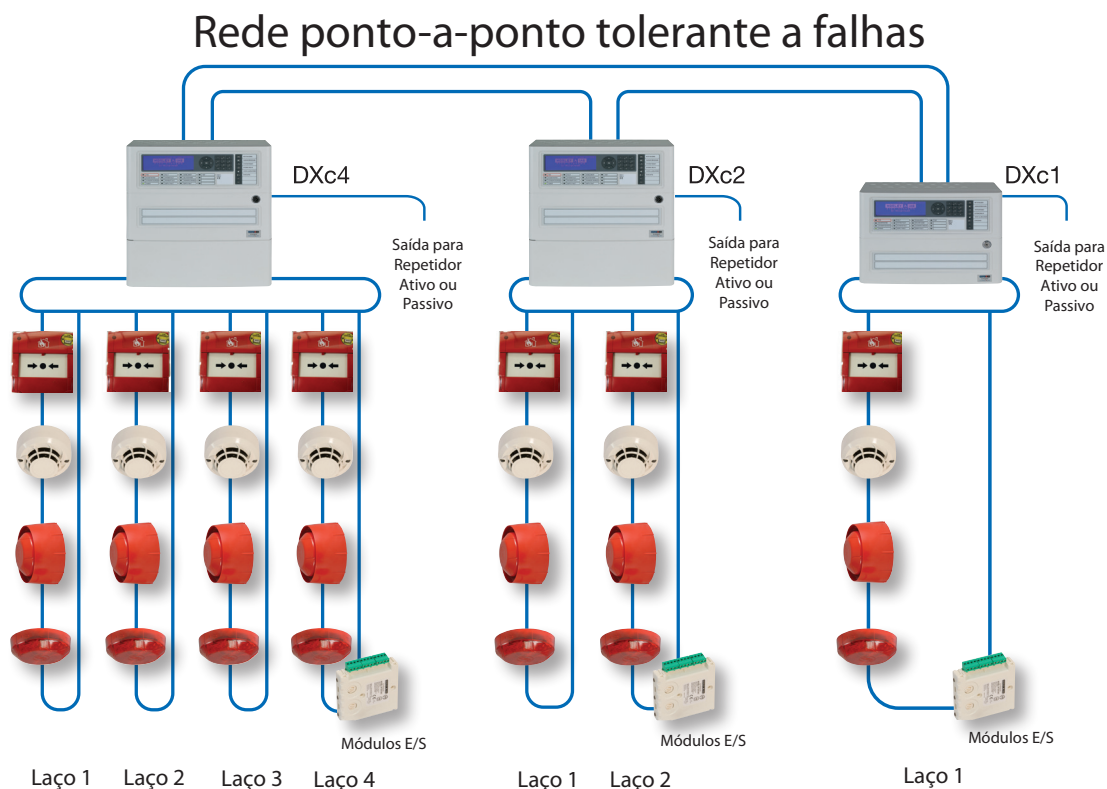 Rede ponto-a-ponto tolerante a falhas
DXc4
DXc2
DXc1
Saída para
Repetidor
Ativo ou
Passivo
Saída para
Repetidor
Ativo ou
Passivo
Saída para
Repetidor
Ativo ou
Passivo
Módulos E/S
Módulos E/S
Módulos E/S
Laço 1
Laço 2
Laço 3
Laço 4
Laço 1
Laço 2
Laço 1